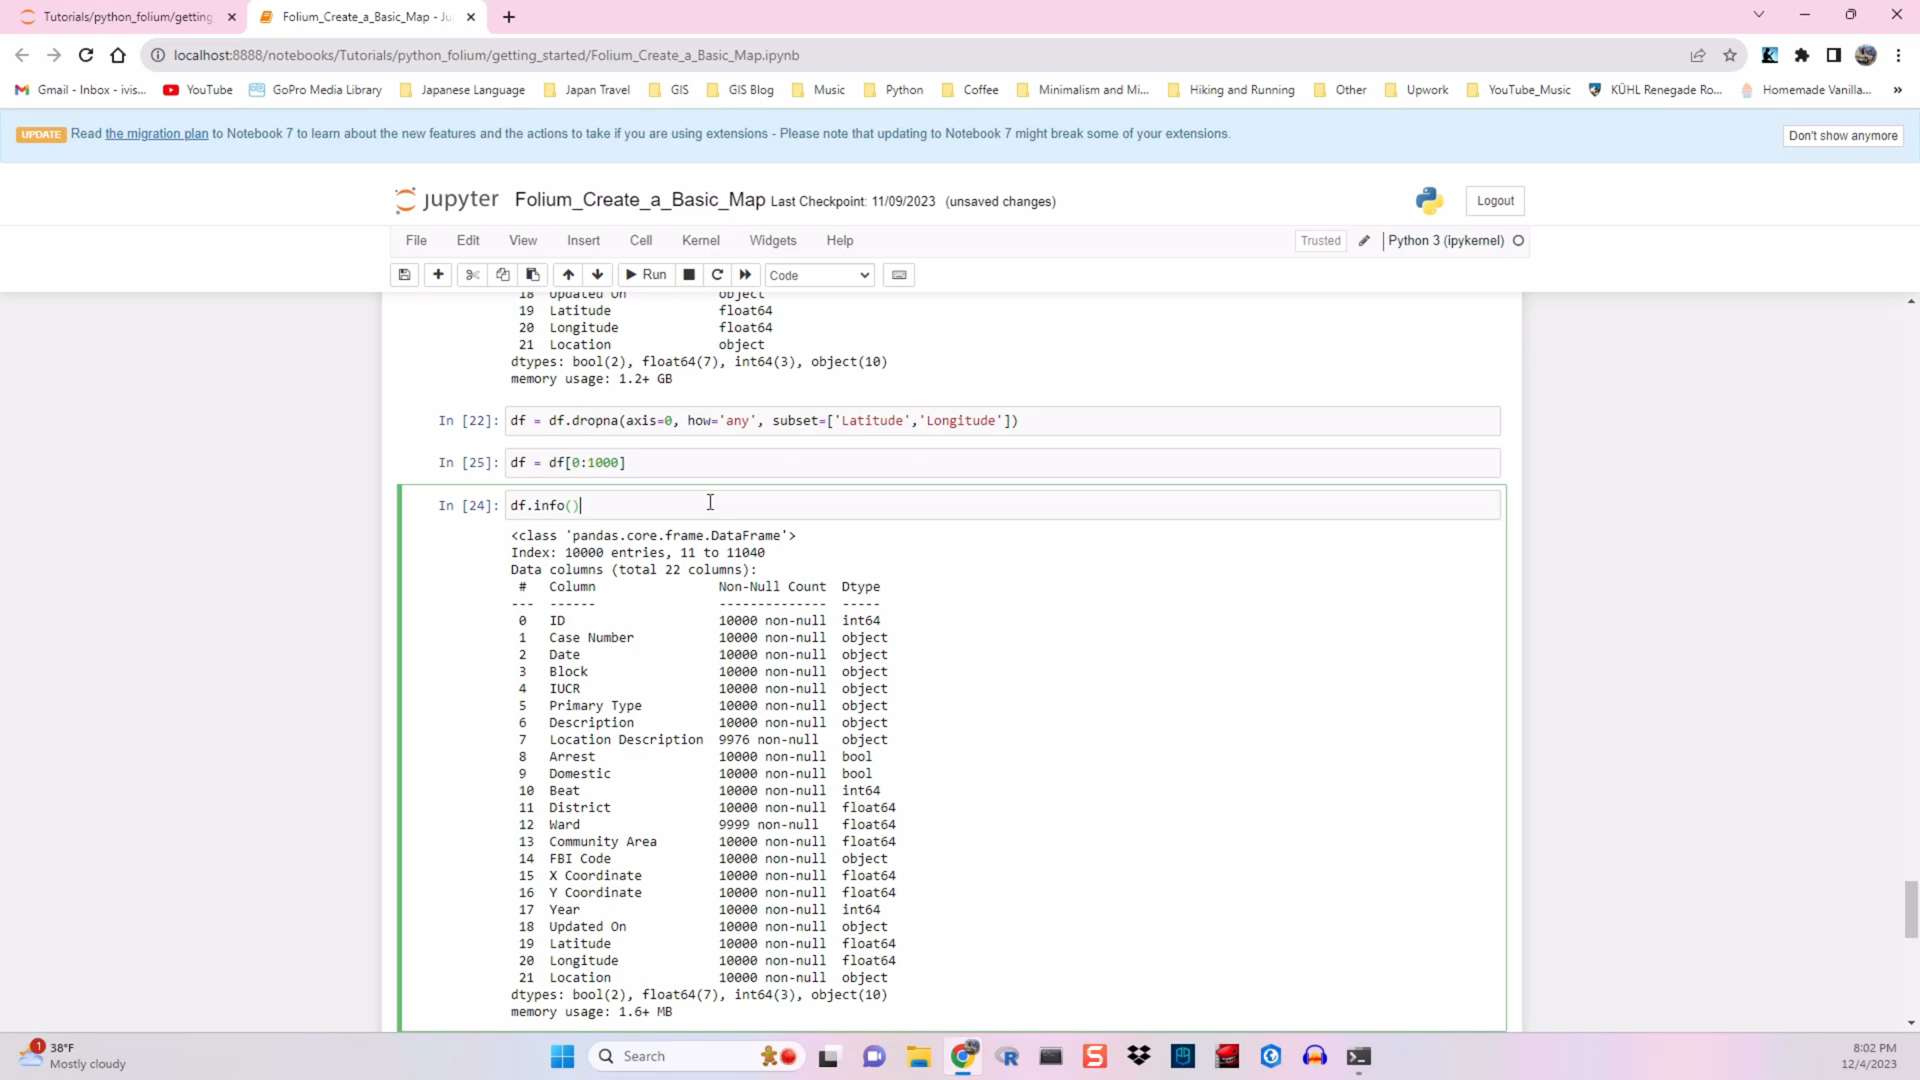 Tutorials/python_folium/getting
Folium_Create_a_Basic_Map - Ju
localhost:8888/notebooks/Tutorials/python_folium/getting_started/Folium_Create_a_Basic_Map.ipynb
Gmail - Inbox - ivis...
YouTube
GoPro Media Library
Japanese Language
Japan Travel
GIS
GIS Blog
Music
Python
Coffee
Minimalism and Mi...
Hiking and Running
Other
Upwork
YouTube_Music
KÜHL Renegade Ro...
Homemade Vanilla...
»
UPDATE Read the migration plan to Notebook 7 to learn about the new features and the actions to take if you are using extensions - Please note that updating to Notebook 7 might break some of your extensions.
Don't show anymore
jupyter Folium_Create_a_Basic_Map Last Checkpoint: 11/09/2023 (unsaved changes)
Logout
File Edit View Insert Cell Kernel Widgets Help
Trusted
Python 3 (ipykernel)
Run
Code
18 Updated On object
19 Latitude float64
20 Longitude float64
21 Location object
dtypes: bool(2), float64(7), int64(3), object(10)
memory usage: 1.2+ GB
In [22]: df = df.dropna(axis=0, how='any', subset=['Latitude','Longitude'])
In [25]: df = df[0:1000]
In [24]: df.info()
<class 'pandas.core.frame.DataFrame'>
Index: 10000 entries, 11 to 11040
Data columns (total 22 columns):
# Column Non-Null Count Dtype
--- ------ -------------- -----
0 ID 10000 non-null int64
1 Case Number 10000 non-null object
2 Date 10000 non-null object
3 Block 10000 non-null object
4 IUCR 10000 non-null object
5 Primary Type 10000 non-null object
6 Description 10000 non-null object
7 Location Description 9976 non-null object
8 Arrest 10000 non-null bool
9 Domestic 10000 non-null bool
10 Beat 10000 non-null int64
11 District 10000 non-null float64
12 Ward 9999 non-null float64
13 Community Area 10000 non-null float64
14 FBI Code 10000 non-null object
15 X Coordinate 10000 non-null float64
16 Y Coordinate 10000 non-null float64
17 Year 10000 non-null int64
18 Updated On 10000 non-null object
19 Latitude 10000 non-null float64
20 Longitude 10000 non-null float64
21 Location 10000 non-null object
dtypes: bool(2), float64(7), int64(3), object(10)
memory usage: 1.6+ MB
1
38°F
Mostly cloudy
Search
8:02 PM
12/4/2023